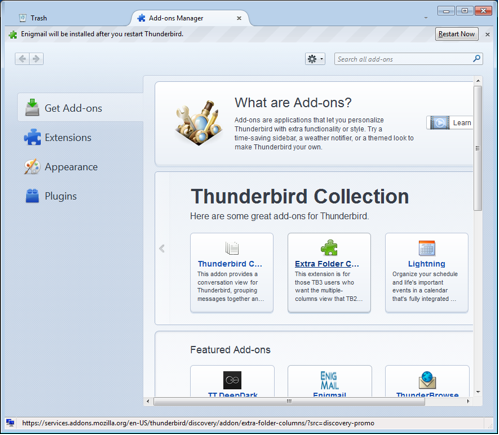 Trash
Add-ons Manager
Enigmail will be installed after you restart Thunderbird.
Restart Now
Search all add-ons
Get Add-ons
Extensions
Appearance
Plugins
What are Add-ons?
Add-ons are applications that let you personalize
Thunderbird with extra functionality or style. Try a
time-saving sidebar, a weather notifier, or a themed look to
make Thunderbird your own.
Learn
Thunderbird Collection
Here are some great add-ons for Thunderbird.
Thunderbird C...
This addon provides a
conversation view for
Thunderbird, grouping
messages together an...
Extra Folder C...
This extension is for
those TB3 users who
want the multiple-
columns view that TB2...
Lightning
Organize your schedule
and life's important
events in a calendar
that's fully integrated ...
Featured Add-ons
TT DeepDark
ENIG
MAIL
Enigmail
ThunderBrowse
https://services.addons.mozilla.org/en-US/thunderbird/discovery/addon/extra-folder-columns/?src=discovery-promo